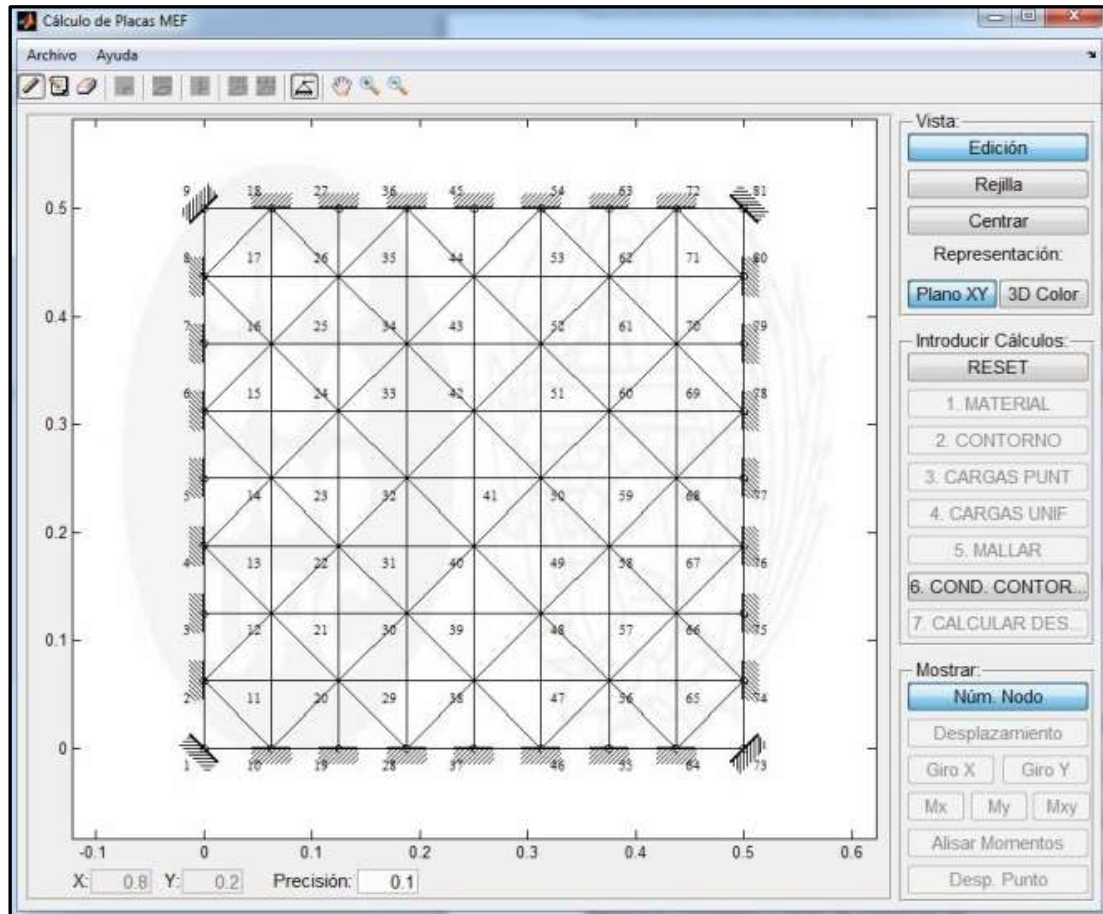 Cálculo de Placas MEF
Archivo Ayuda
Vista:
Edición
Rejilla
Centrar
Representación:
Plano XY 3D Color
Introducir Cálculos:
RESET
1. MATERIAL
2. CONTORNO
3. CARGAS PUNT
4. CARGAS UNIF
5. MALLAR
6. COND. CONTOR...
7. CALCULAR DES...
Mostrar:
Núm. Nodo
Desplazamiento
Giro X Giro Y
Mx My Mxy
Alisar Momentos
Desp. Punto
9 18 27 36 45 54 63 72 81
0.5
8 17 26 35 44 53 62 71 80
0.4
7 16 25 34 43 52 61 70 79
6 15 24 33 42 51 60 69 78
0.3
5 14 23 32 41 50 59 68 77
0.2
4 13 22 31 40 49 58 67 76
3 12 21 30 39 48 57 66 75
0.1
2 11 20 29 38 47 56 65 74
0
1 10 19 28 37 46 55 64 73
-0.1 0 0.1 0.2 0.3 0.4 0.5 0.6
X: 0.8 Y: 0.2 Precisión: 0.1